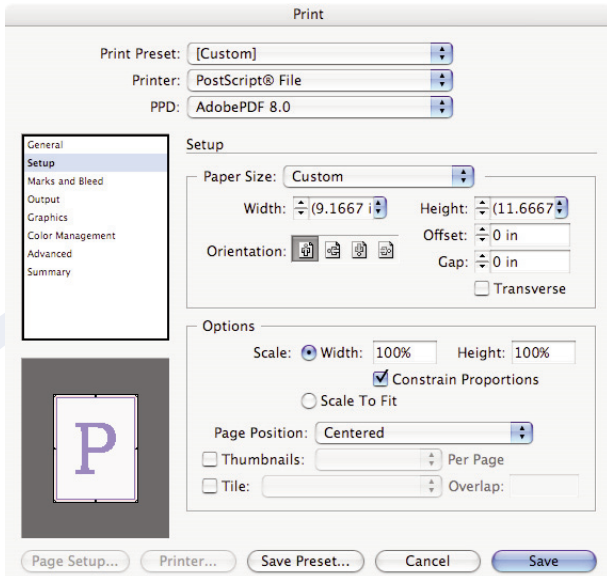 Print
Print Preset: [Custom]
Printer: PostScript® File
PPD: AdobePDF 8.0
General
Setup
Marks and Bleed
Output
Graphics
Color Management
Advanced
Summary
Setup
Paper Size: Custom
Width: (9.1667 i Height: (11.6667
Orientation: Offset: 0 in
Gap: 0 in
Transverse
Options
Scale: Width: 100% Height: 100%
Constrain Proportions
Scale To Fit
Page Position: Centered
Thumbnails: Per Page
Tile: Overlap:
P
Page Setup... Printer... Save Preset... Cancel Save